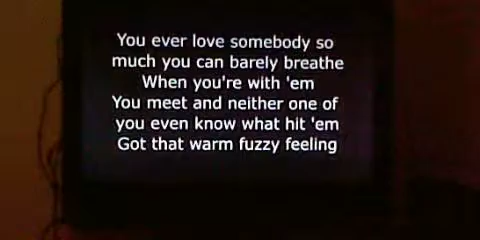 You ever love somebody so
much you can barely breathe
When you're with 'em
You meet and neither one of
you even know what hit 'em
Got that warm fuzzy feeling